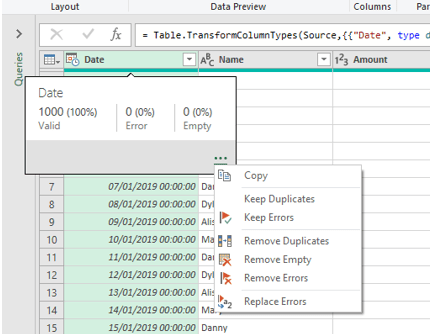 Layout Data Preview Columns Par
= Table.TransformColumnTypes(Source,{{"Date", type d
Queries
Date ABC Name 123 Amount
Date
1000 (100%) 0 (0%) 0 (0%)
Valid Error Empty
Copy
Keep Duplicates
Keep Errors
Remove Duplicates
Remove Empty
Remove Errors
Replace Errors
7 07/01/2019 00:00:00 Da
8 08/01/2019 00:00:00 Dyl
9 09/01/2019 00:00:00 Alis
10 10/01/2019 00:00:00 Ma
11 11/01/2019 00:00:00 Da
12 12/01/2019 00:00:00 Dyl
13 13/01/2019 00:00:00 Alis
14 14/01/2019 00:00:00 Ma
15 15/01/2019 00:00:00 Danny